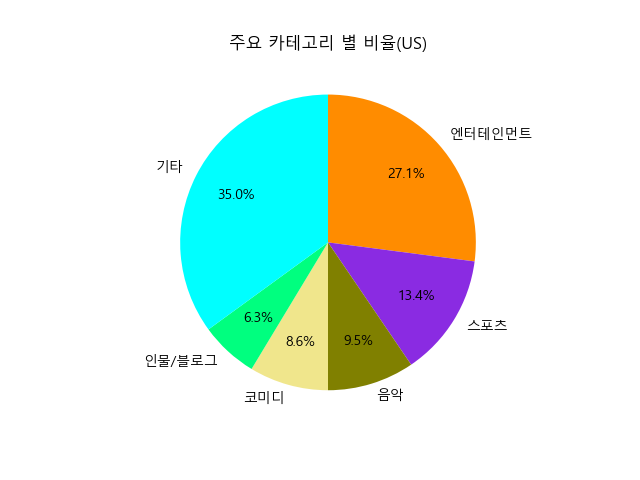 주요 카테고리 별 비율(US)
엔터테인먼트
27.1%
기타
35.0%
13.4%
스포츠
6.3%
인물/블로그
8.6%
9.5%
코미디
음악